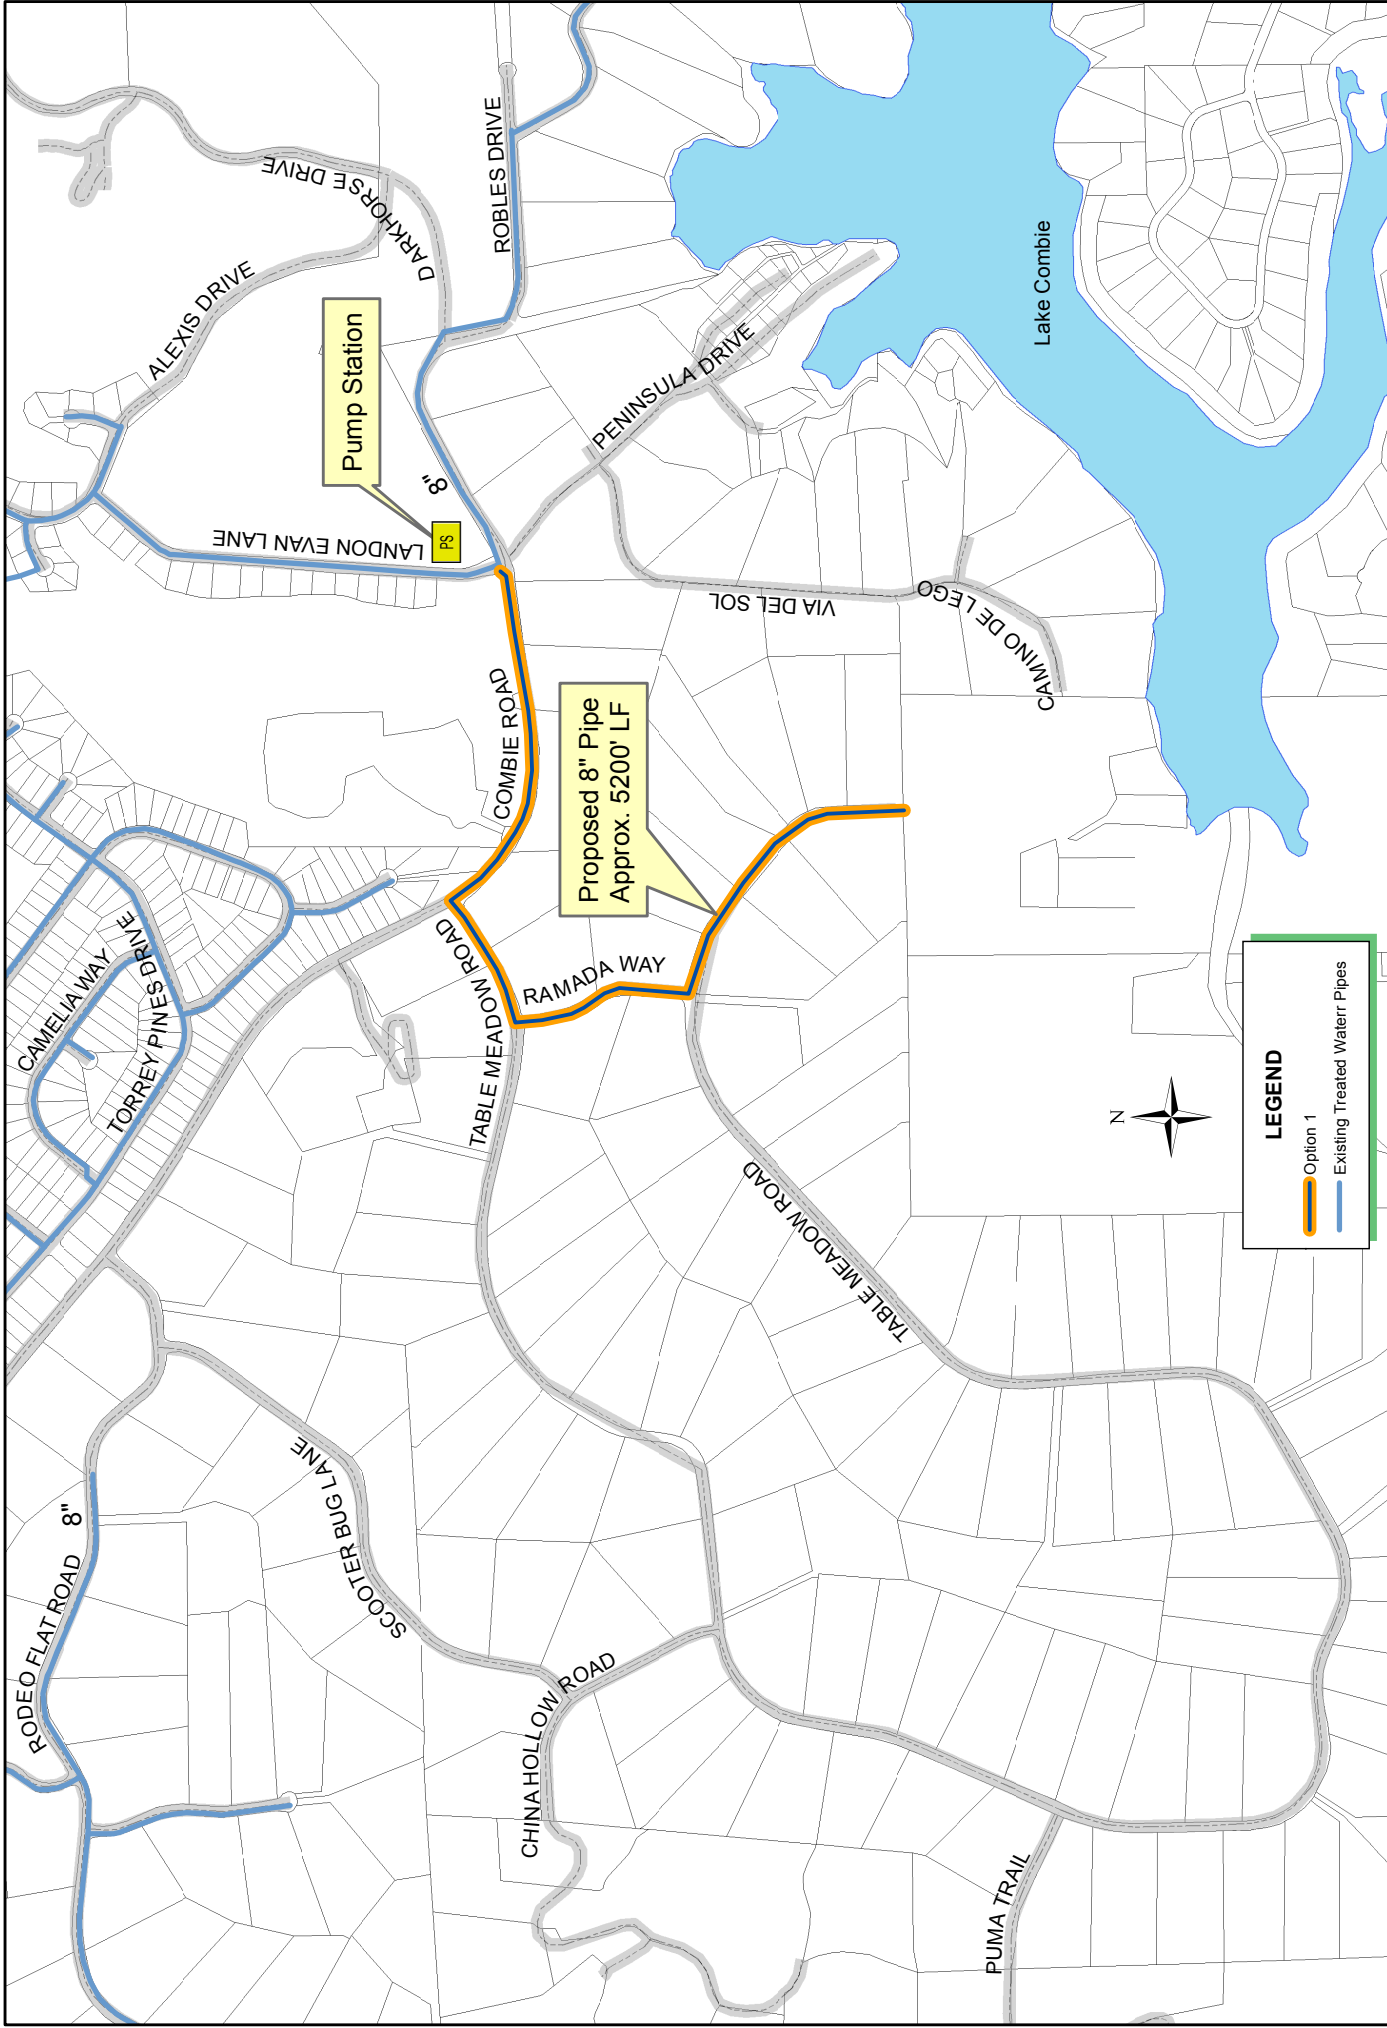 RODEO FLAT ROAD
8"
CAMELIA WAY
TORREY PINES DRIVE
ALEXIS DRIVE
DARKHORSE DRIVE
Pump Station
LANDON EVAN LANE
PS
8"
ROBLES DRIVE
SCOOTER BUG LANE
TABLE MEADOW ROAD
COMBIE ROAD
CHINA HOLLOW ROAD
RAMADA WAY
Proposed 8" Pipe
Approx. 5200' LF
PENINSULA DRIVE
VIA DEL SOL
TABLE MEADOW ROAD
CAMINO DE LEGO
Lake Combie
PUMA TRAIL
N
LEGEND
Option 1
Existing Treated Waterr Pipes